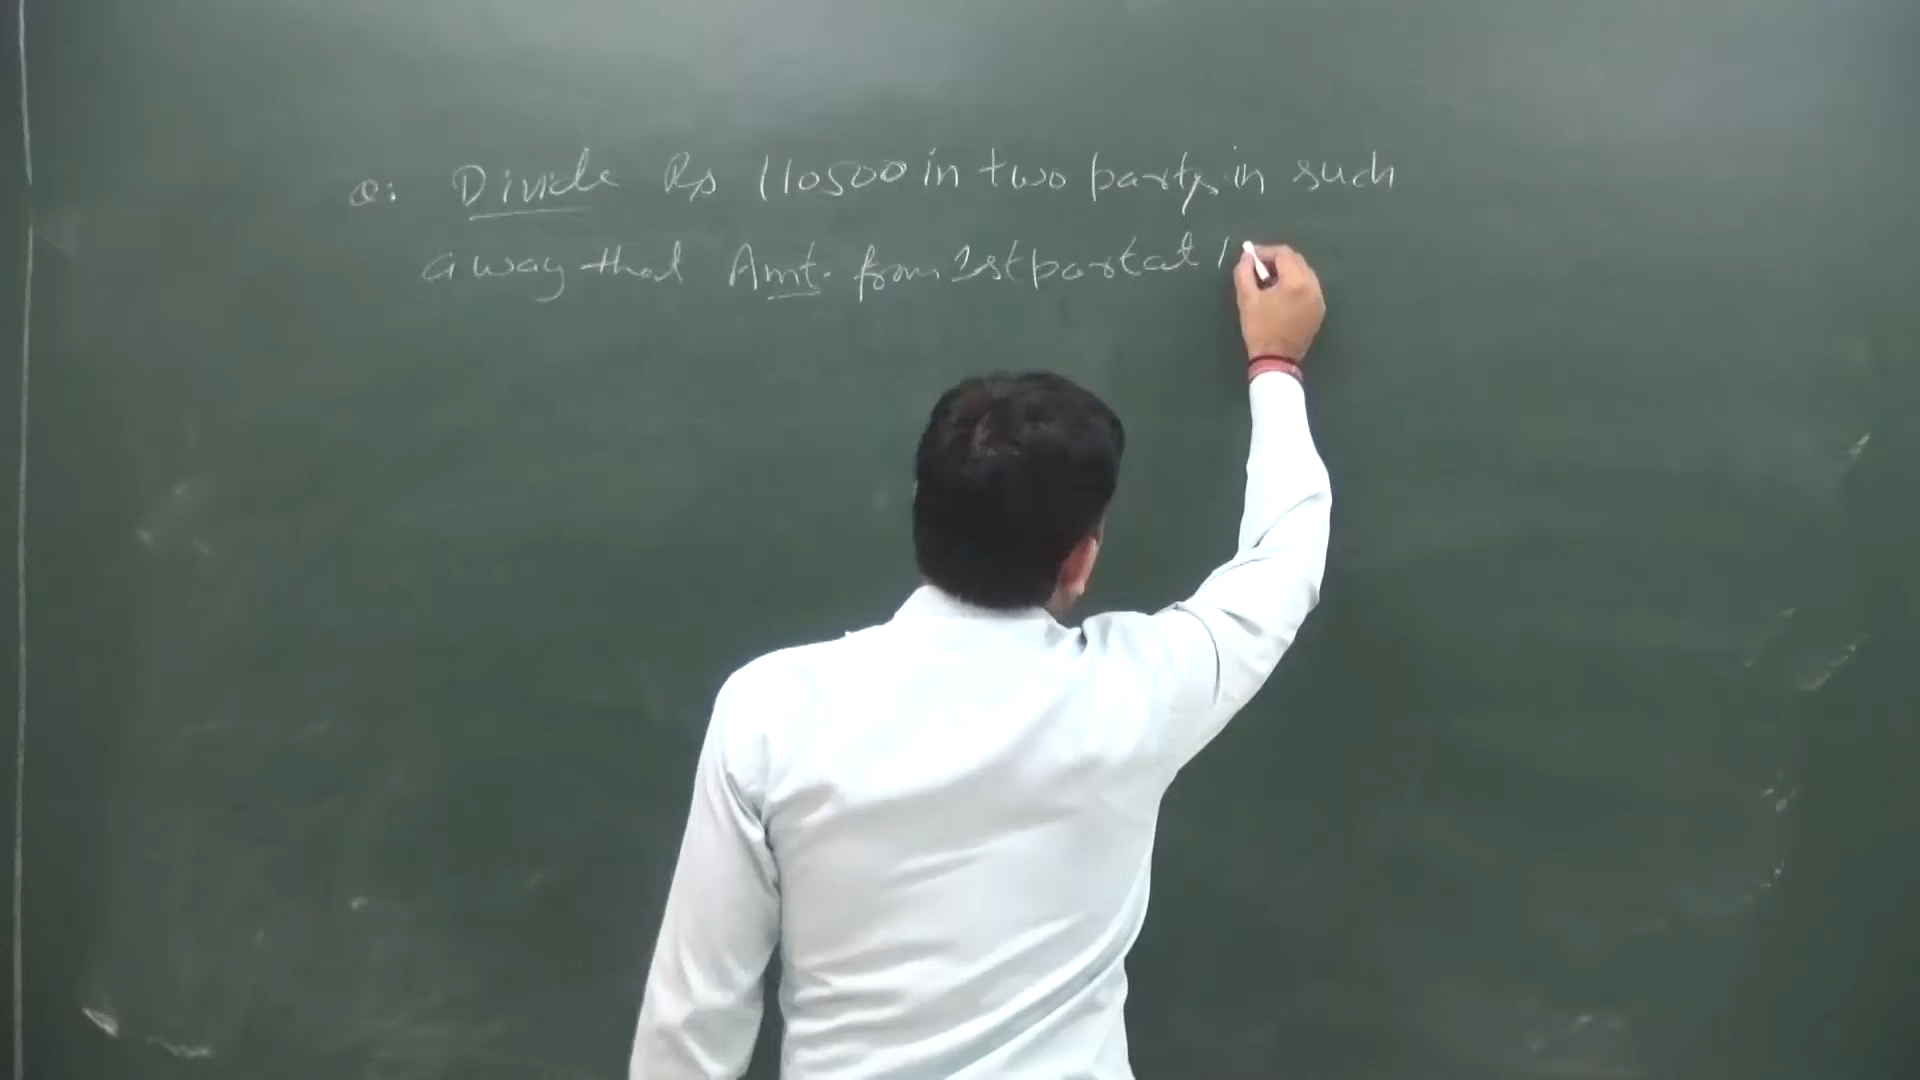 Q: Divide Rs 110500 in two parts, in such
a way that Amt. from 1st part at 1